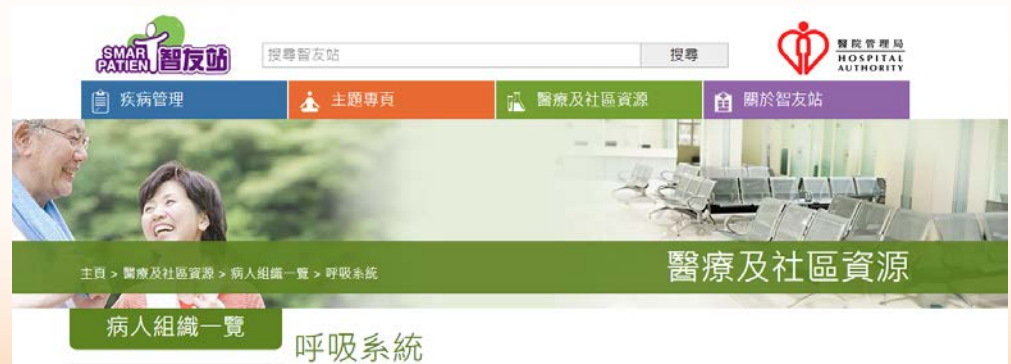 SMART PATIENT 智友站
搜尋智友站
搜尋
醫院管理局
HOSPITAL
AUTHORITY
疾病管理
主題專頁
醫療及社區資源
關於智友站
主頁 > 醫療及社區資源 > 病人組織一覽 > 呼吸系統
醫療及社區資源
病人組織一覽
呼吸系統